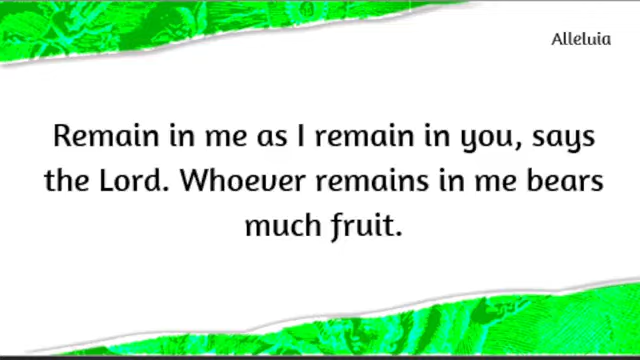 Alleluia
Remain in me as I remain in you, says
the Lord. Whoever remains in me bears
much fruit.